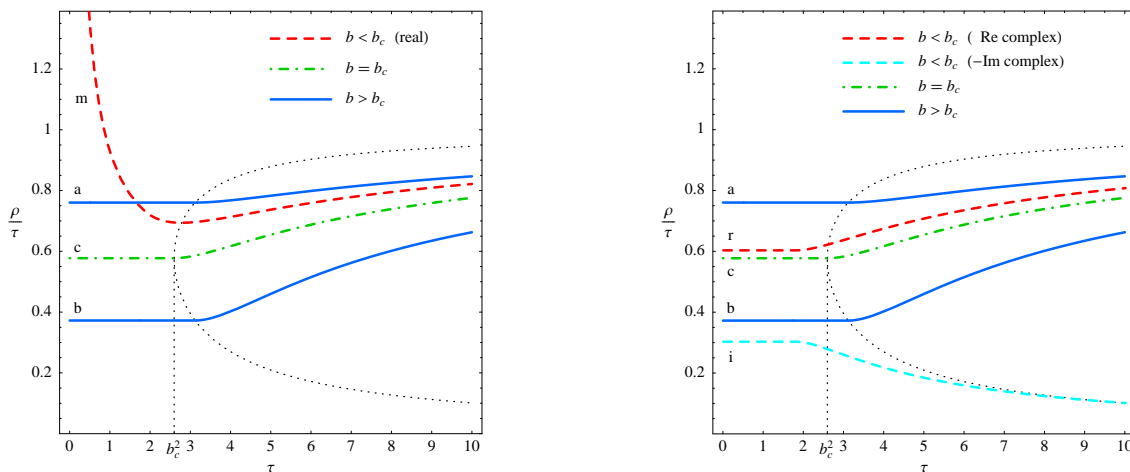 b < b_c (real)
b = b_c
b > b_c
1.2
1
0.8
0.6
0.4
0.2
ρ/τ
m
a
c
b
0 1 2 b_c^2 3 4 5 6 7 8 9 10
τ
b < b_c ( Re complex)
b < b_c (−Im complex)
b = b_c
b > b_c
1.2
1
0.8
0.6
0.4
0.2
ρ/τ
a
r
c
b
i
0 1 2 b_c^2 3 4 5 6 7 8 9 10
τ